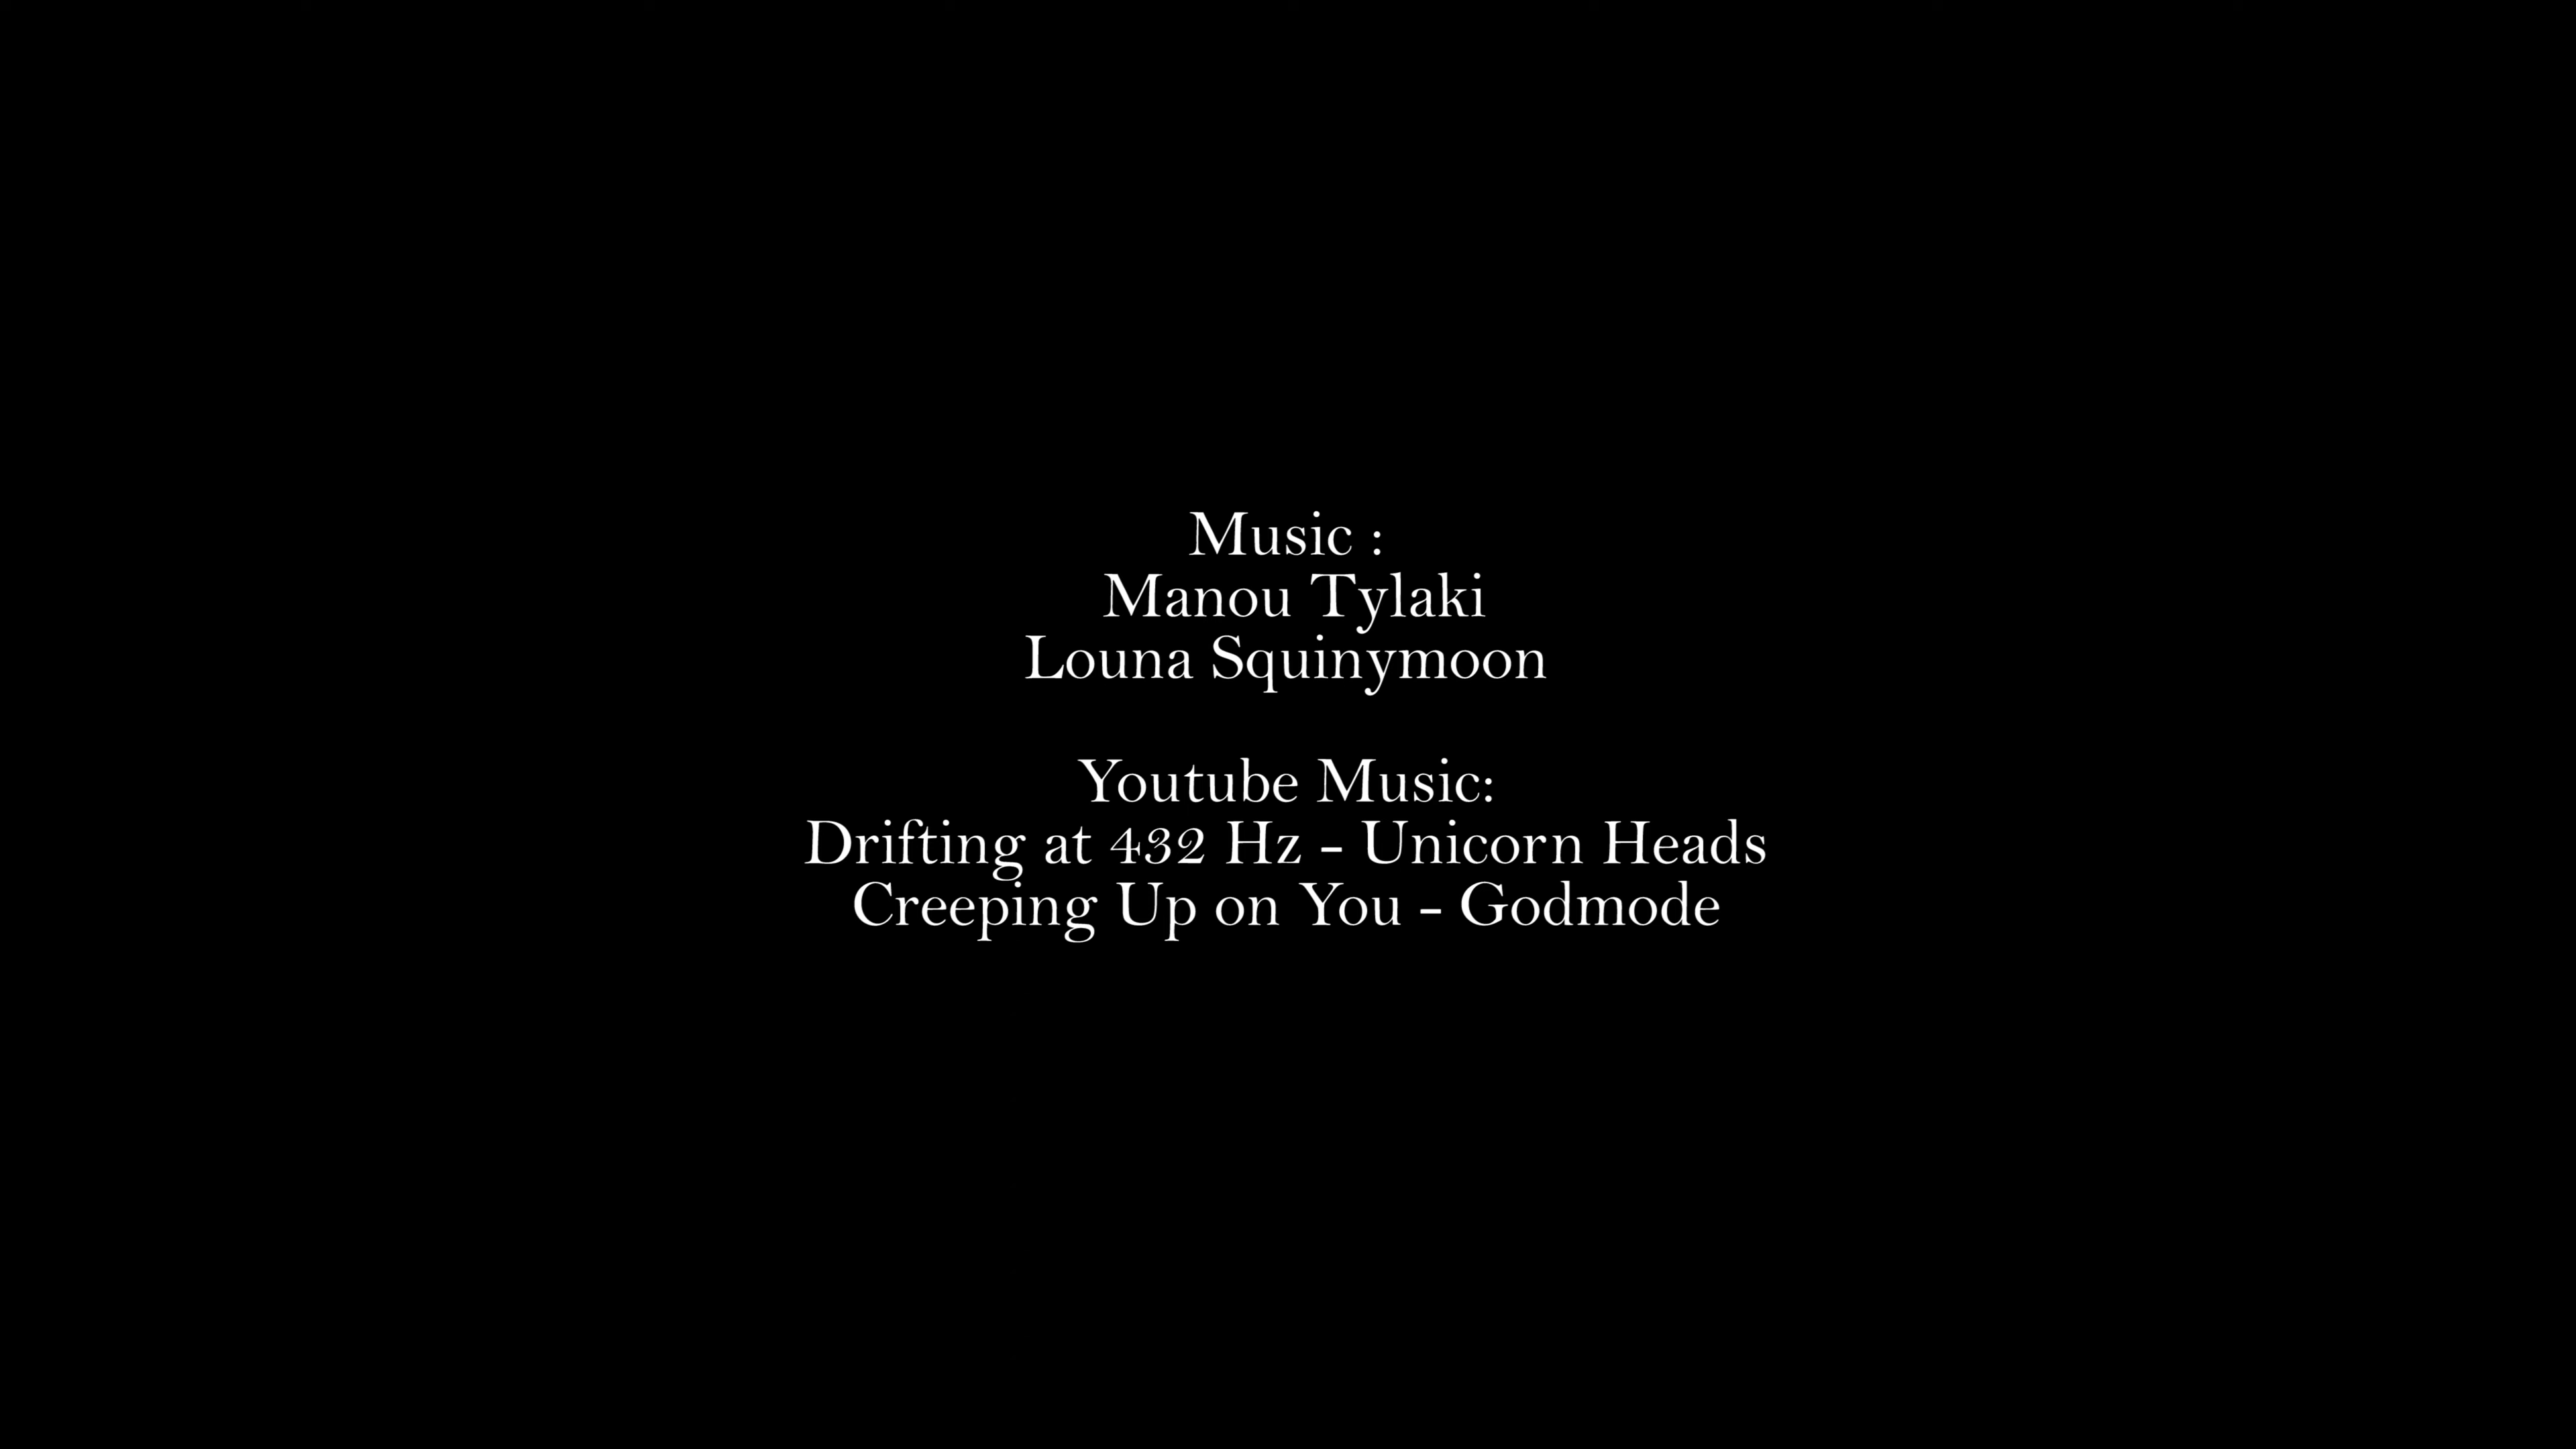 Music :
Manou Tylaki
Louna Squinymoon
Youtube Music:
Drifting at 432 Hz - Unicorn Heads
Creeping Up on You - Godmode